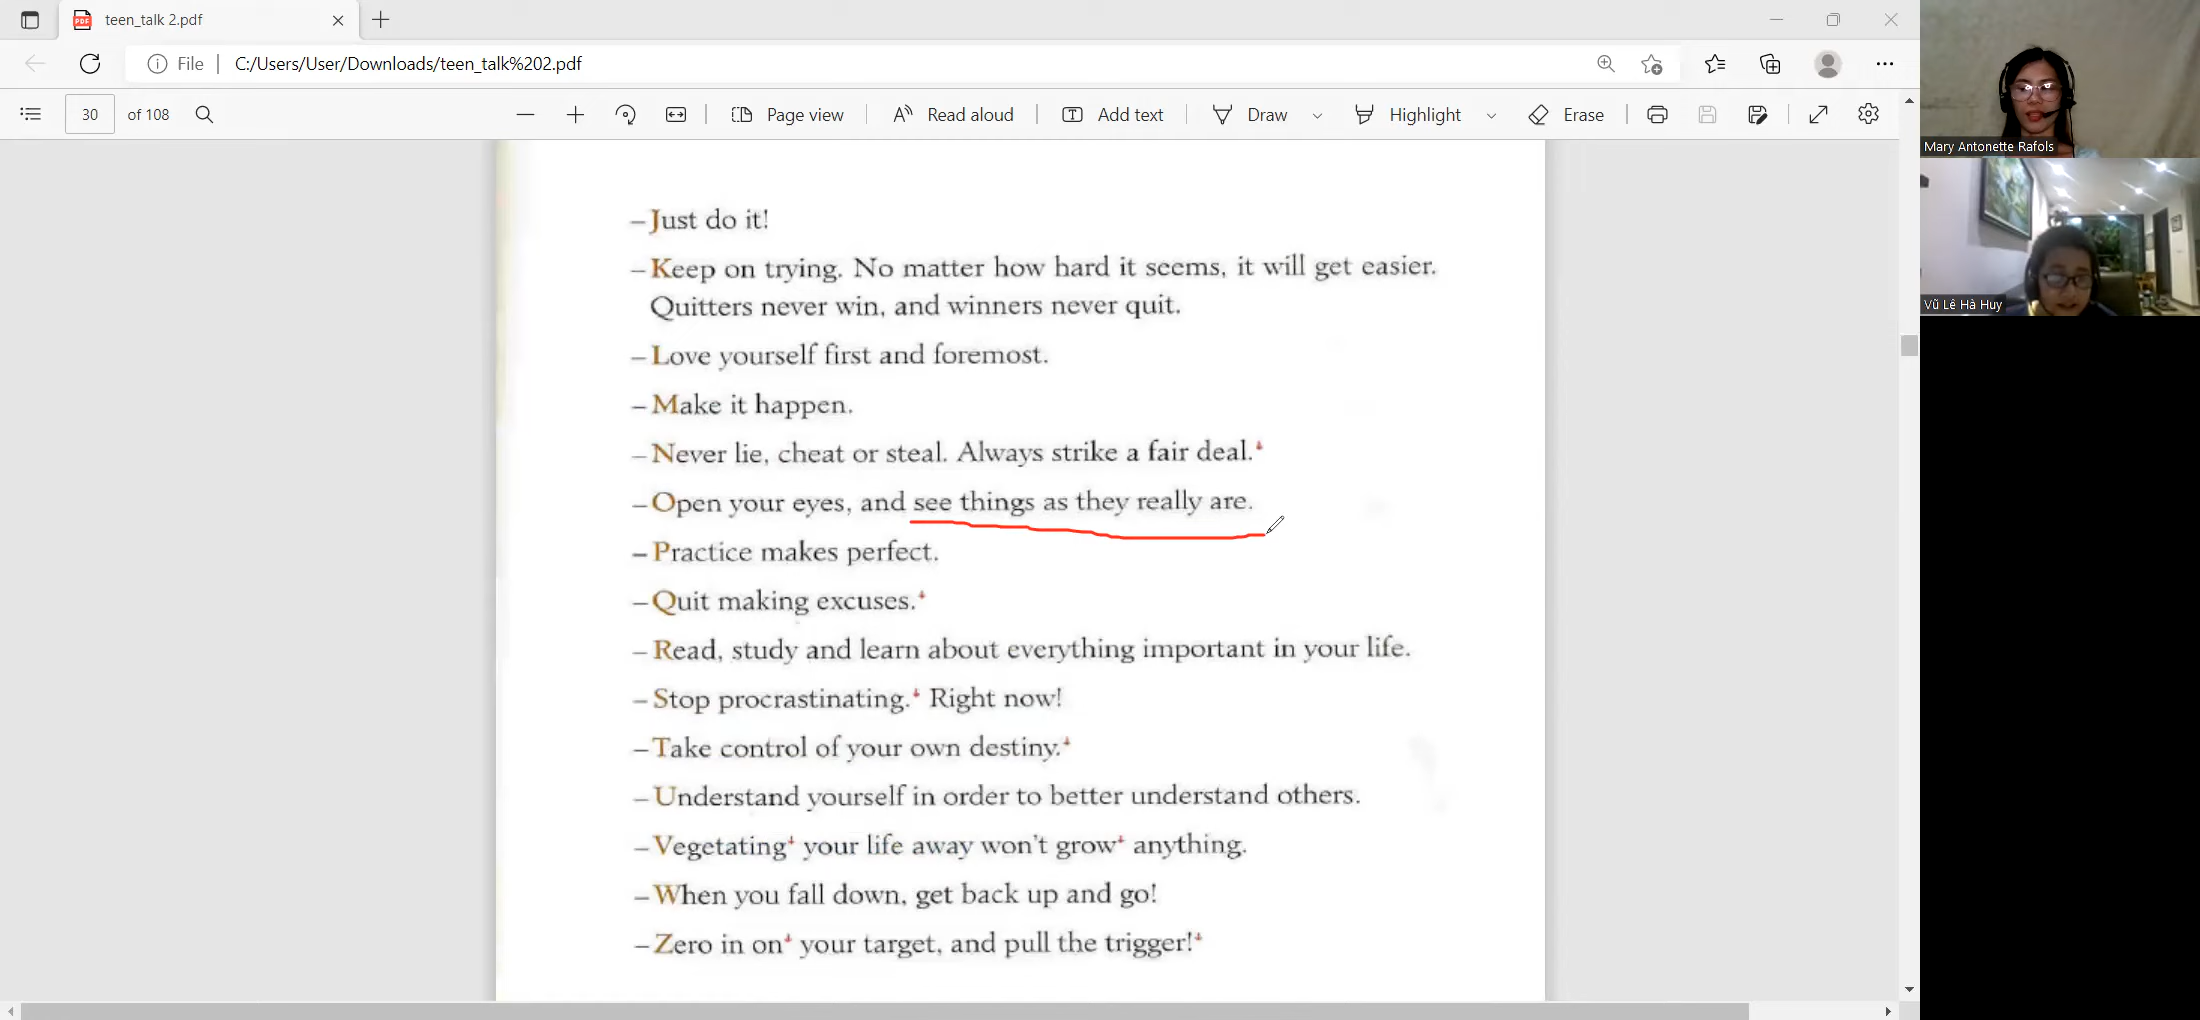 teen_talk 2.pdf
File | C:/Users/User/Downloads/teen_talk%202.pdf
30 of 108 Page view Read aloud Add text Draw Highlight Erase
– Just do it!
– Keep on trying. No matter how hard it seems, it will get easier.
Quitters never win, and winners never quit.
– Love yourself first and foremost.
– Make it happen.
– Never lie, cheat or steal. Always strike a fair deal.
– Open your eyes, and see things as they really are.
– Practice makes perfect.
– Quit making excuses.
– Read, study and learn about everything important in your life.
– Stop procrastinating. Right now!
– Take control of your own destiny.
– Understand yourself in order to better understand others.
– Vegetating your life away won't grow anything.
– When you fall down, get back up and go!
– Zero in on your target, and pull the trigger!
Mary Antonette Rafols
Vũ Lê Hà Huy